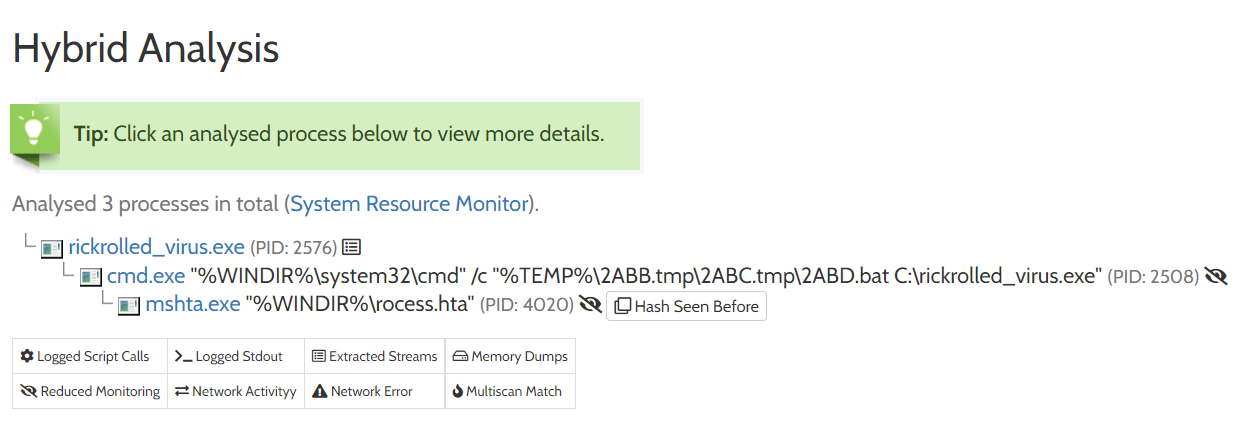 Hybrid Analysis
Tip: Click an analysed process below to view more details.
Analysed 3 processes in total (System Resource Monitor).
rickrolled_virus.exe (PID: 2576)
cmd.exe "%WINDIR%\system32\cmd" /c "%TEMP%\2ABB.tmp\2ABC.tmp\2ABD.bat C:\rickrolled_virus.exe" (PID: 2508)
mshta.exe "%WINDIR%\rocess.hta" (PID: 4020) Hash Seen Before
Logged Script Calls Logged Stdout Extracted Streams Memory Dumps
Reduced Monitoring Network Activityy Network Error Multiscan Match